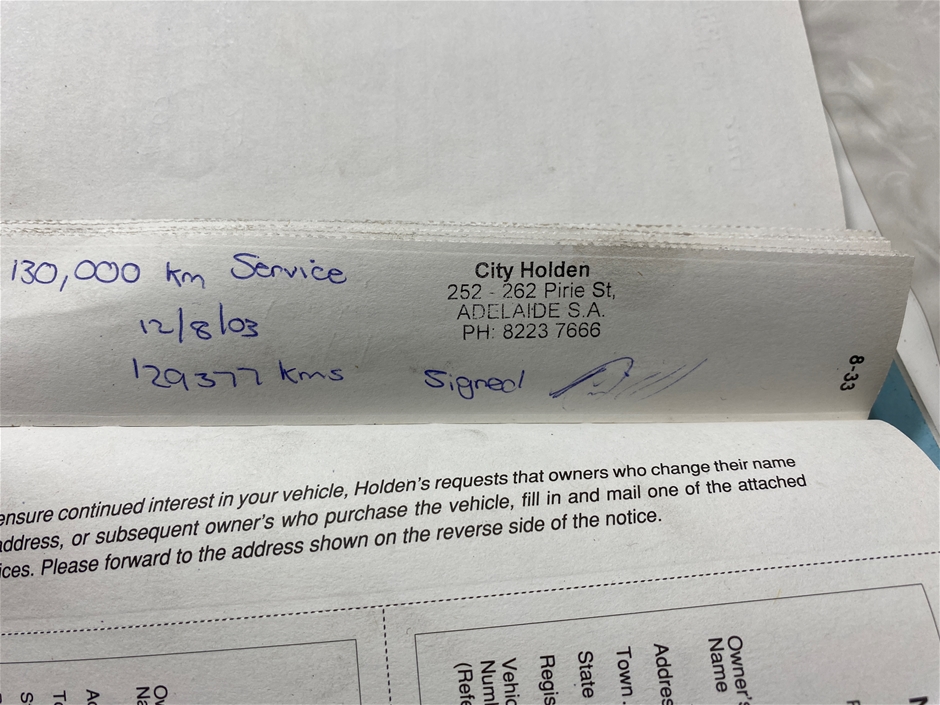 130,000 km Service
12/8/03
129377 kms
City Holden
252 - 262 Pirie St,
ADELAIDE S.A.
PH: 8223 7666
Signed
8-33
ensure continued interest in your vehicle, Holden's requests that owners who change their name
address, or subsequent owner's who purchase the vehicle, fill in and mail one of the attached
ices. Please forward to the address shown on the reverse side of the notice.
Owner's
Name
Addres
Town
State
Regis
Vehic
Numl
(Refe